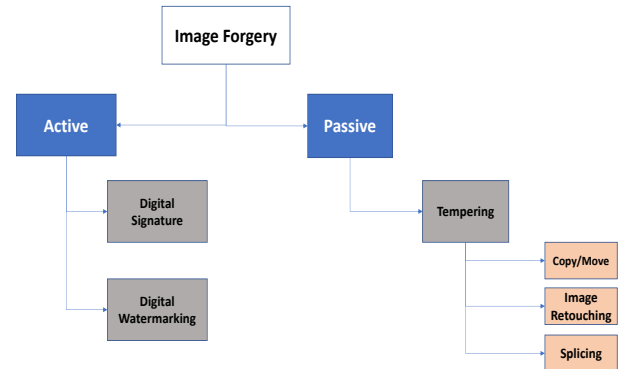 Image Forgery
Active
Passive
Digital
Signature
Tempering
Copy/Move
Digital
Watermarking
Image
Retouching
Splicing